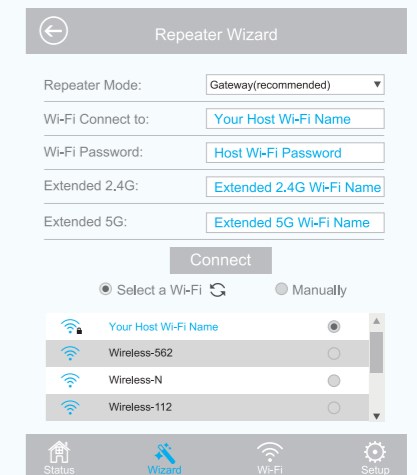 Repeater Wizard
Repeater Mode: Gateway(recommended)
Wi-Fi Connect to: Your Host Wi-Fi Name
Wi-Fi Password: Host Wi-Fi Password
Extended 2.4G: Extended 2.4G Wi-Fi Name
Extended 5G: Extended 5G Wi-Fi Name
Connect
Select a Wi-Fi Manually
Your Host Wi-Fi Name
Wireless-562
Wireless-N
Wireless-112
Status Wizard Wi-Fi Setup